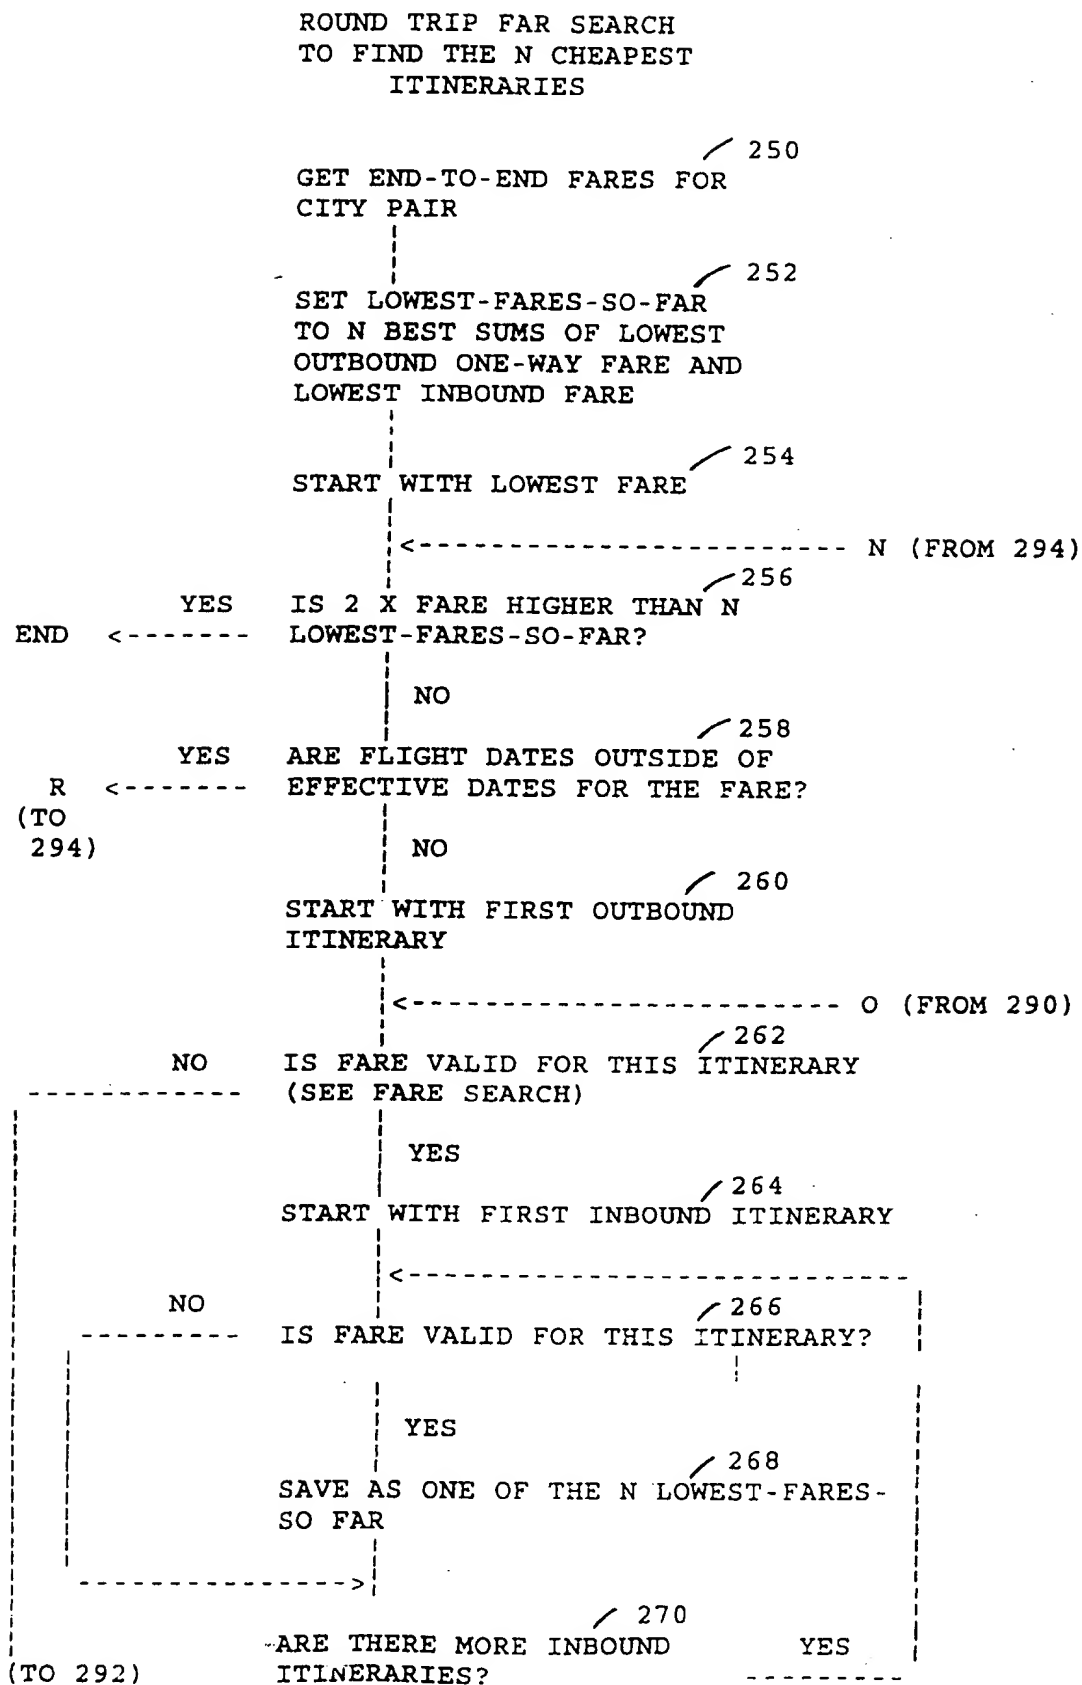 ROUND TRIP FAR SEARCH
TO FIND THE N CHEAPEST
ITINERARIES
250
GET END-TO-END FARES FOR
CITY PAIR
252
SET LOWEST-FARES-SO-FAR
TO N BEST SUMS OF LOWEST
OUTBOUND ONE-WAY FARE AND
LOWEST INBOUND FARE
254
START WITH LOWEST FARE
N (FROM 294)
256
YES IS 2 X FARE HIGHER THAN N
END LOWEST-FARES-SO-FAR?
NO
258
YES ARE FLIGHT DATES OUTSIDE OF
R EFFECTIVE DATES FOR THE FARE?
(TO
294)
NO
260
START WITH FIRST OUTBOUND
ITINERARY
O (FROM 290)
262
NO IS FARE VALID FOR THIS ITINERARY
(SEE FARE SEARCH)
YES
264
START WITH FIRST INBOUND ITINERARY
NO
266
IS FARE VALID FOR THIS ITINERARY?
YES
268
SAVE AS ONE OF THE N LOWEST-FARES-
SO FAR
270
ARE THERE MORE INBOUND YES
(TO 292) ITINERARIES?